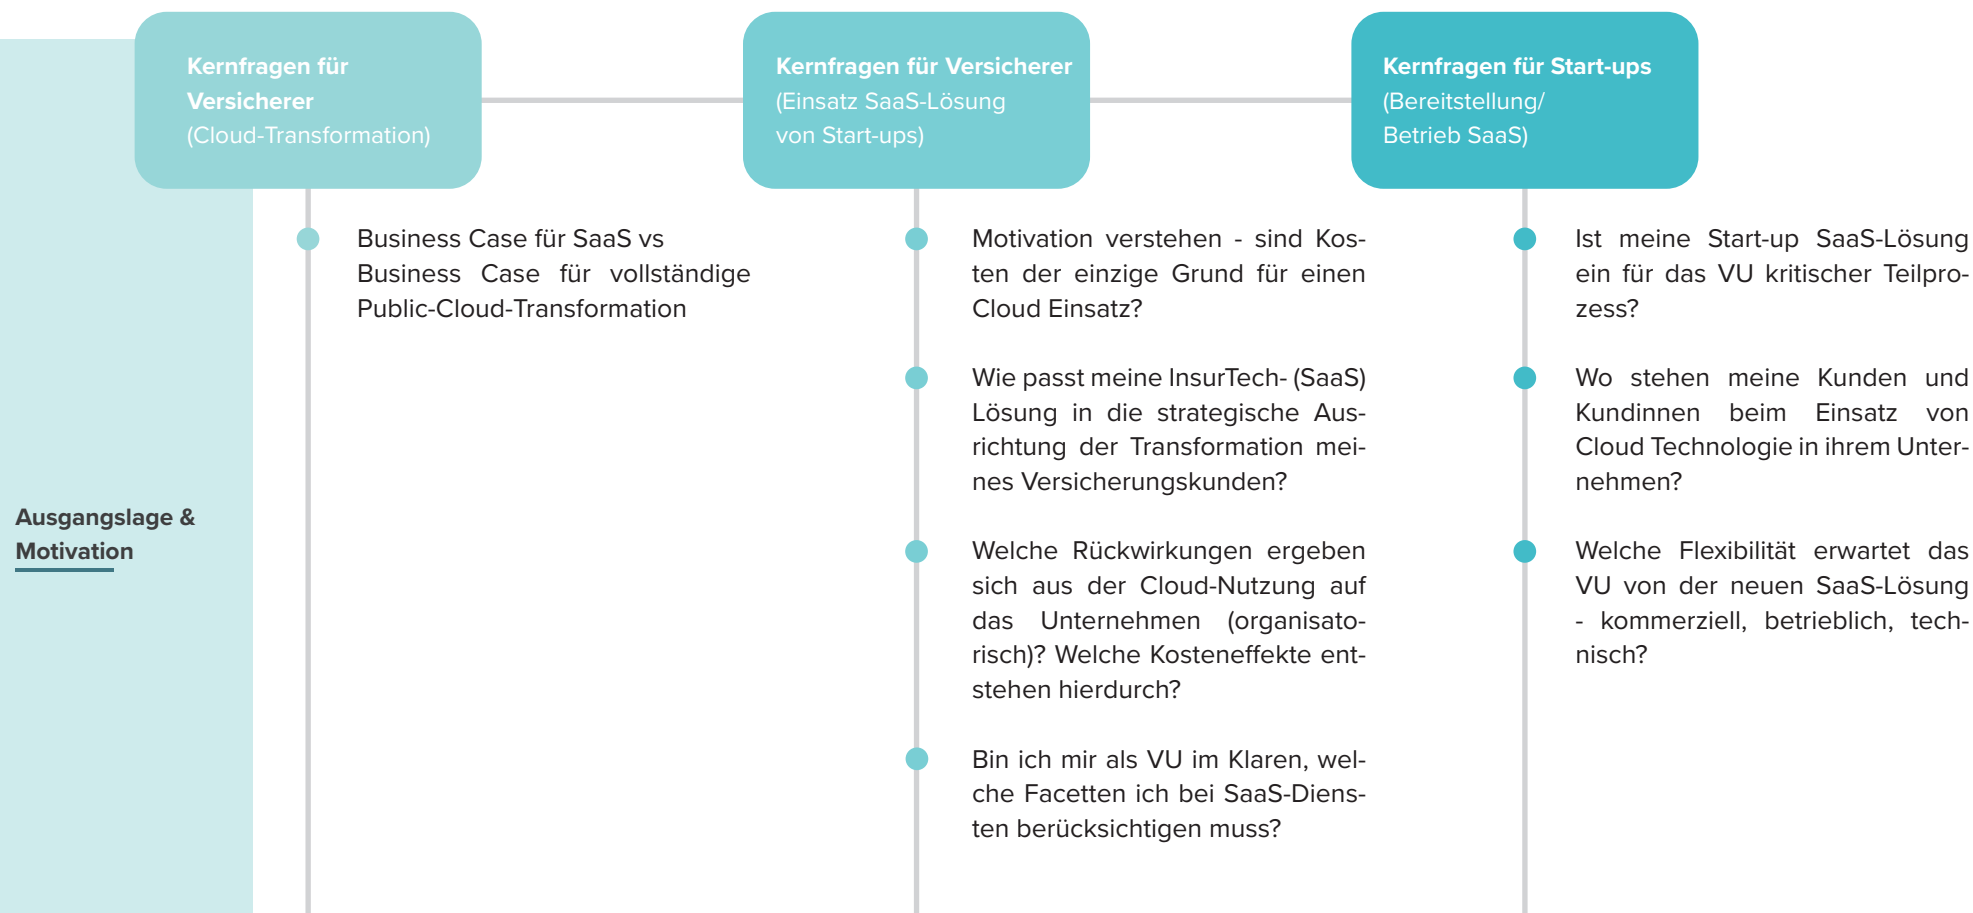 Kernfragen für
Versicherer
(Cloud-Transformation)
Kernfragen für Versicherer
(Einsatz SaaS-Lösung
von Start-ups)
Kernfragen für Start-ups
(Bereitstellung/
Betrieb SaaS)
Ausgangslage &
Motivation
Business Case für SaaS vs
Business Case für vollständige
Public-Cloud-Transformation
Motivation verstehen - sind Kos-
ten der einzige Grund für einen
Cloud Einsatz?
Wie passt meine InsurTech- (SaaS)
Lösung in die strategische Aus-
richtung der Transformation mei-
nes Versicherungskunden?
Welche Rückwirkungen ergeben
sich aus der Cloud-Nutzung auf
das Unternehmen (organisato-
risch)? Welche Kosteneffekte ent-
stehen hierdurch?
Bin ich mir als VU im Klaren, wel-
che Facetten ich bei SaaS-Diens-
ten berücksichtigen muss?
Ist meine Start-up SaaS-Lösung
ein für das VU kritischer Teilpro-
zess?
Wo stehen meine Kunden und
Kundinnen beim Einsatz von
Cloud Technologie in ihrem Unter-
nehmen?
Welche Flexibilität erwartet das
VU von der neuen SaaS-Lösung
- kommerziell, betrieblich, tech-
nisch?